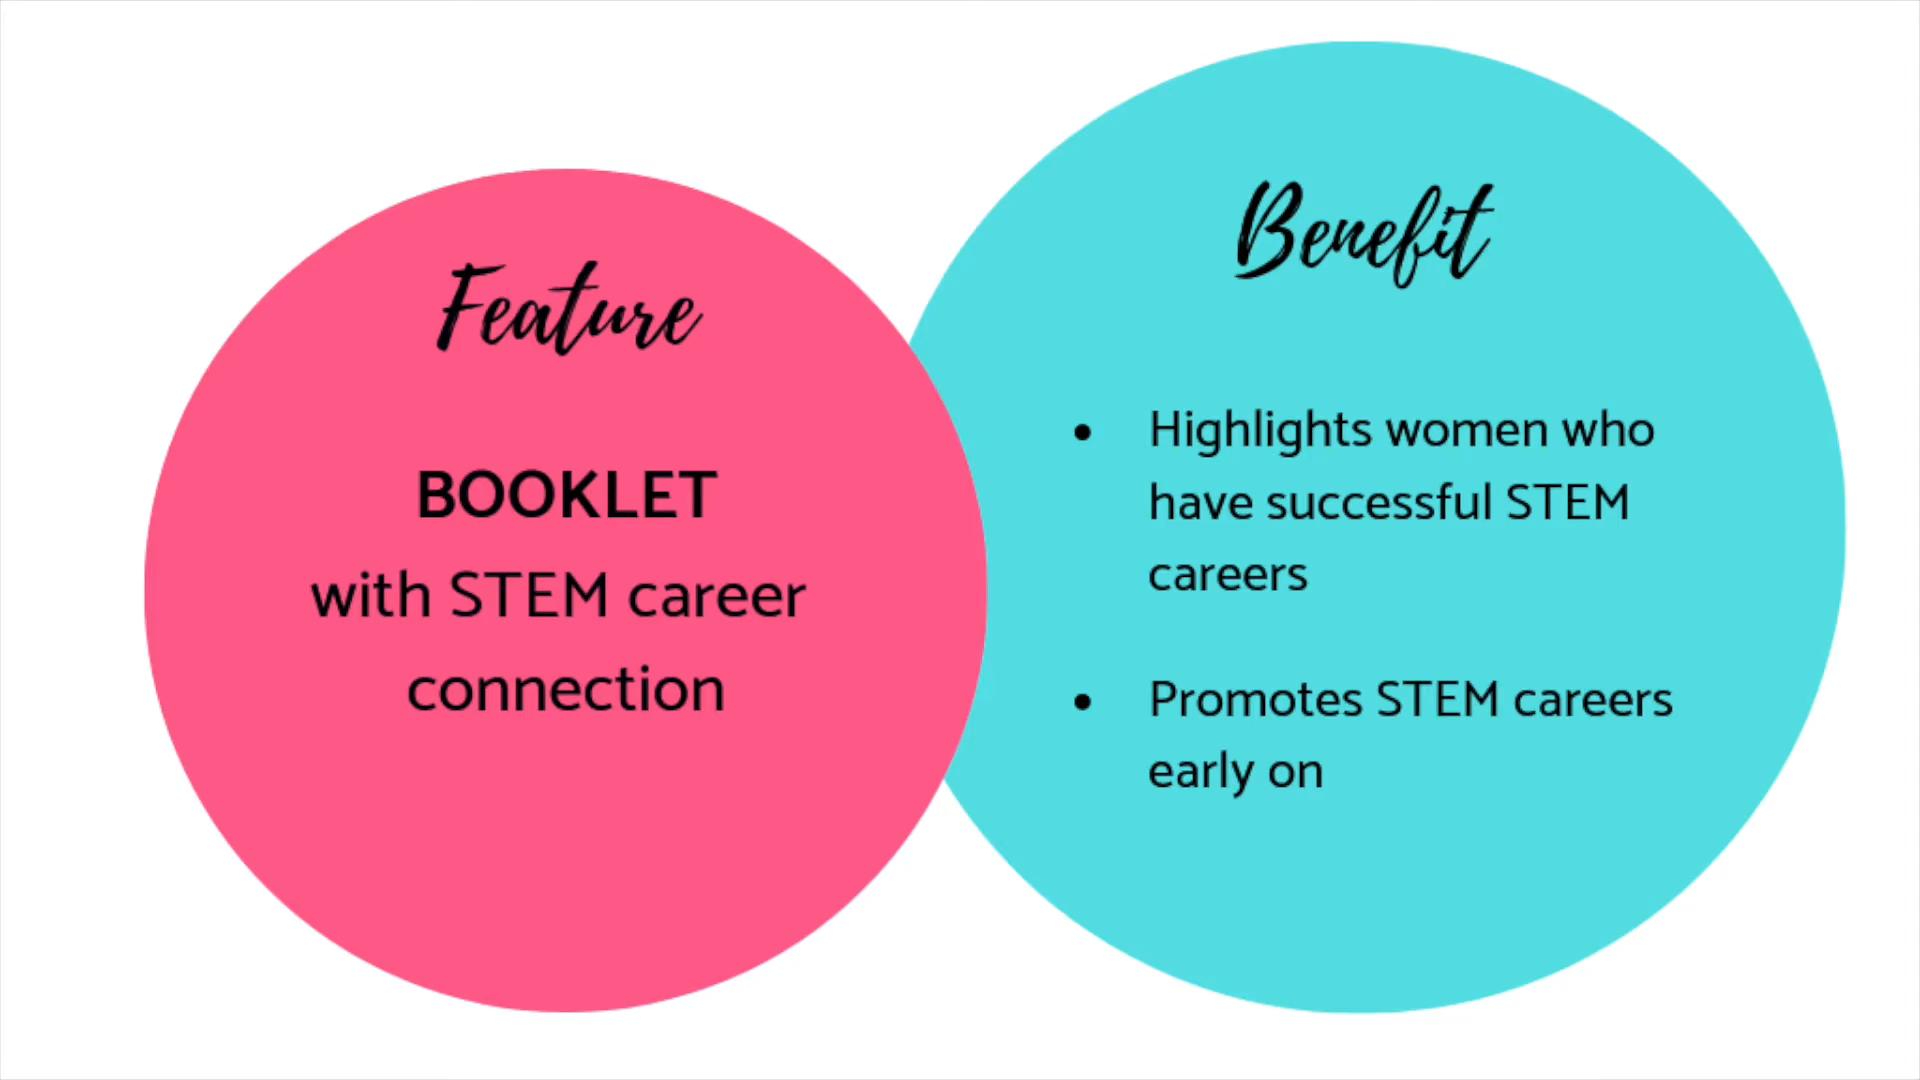 Feature
BOOKLET
with STEM career
connection
Benefit
• Highlights women who
have successful STEM
careers
• Promotes STEM careers
early on